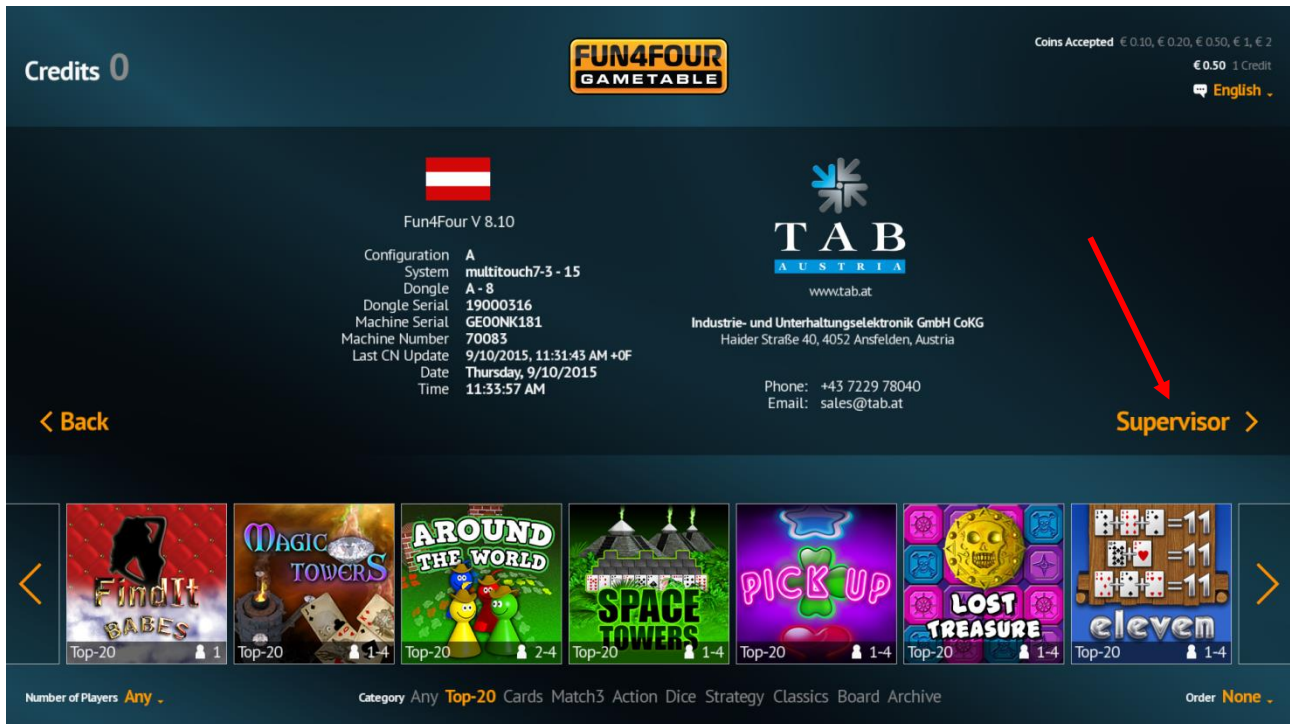 Credits 0
FUN4FOUR
GAMETABLE
Coins Accepted € 0.10, € 0.20, € 0.50, € 1, € 2
€ 0.50 1 Credit
English
Fun4Four V 8.10
Configuration A
System multitouch7-3 - 15
Dongle A - 8
Dongle Serial 19000316
Machine Serial GE00NK181
Machine Number 70083
Last CN Update 9/10/2015, 11:31:43 AM +0F
Date Thursday, 9/10/2015
Time 11:33:57 AM
TAB
AUSTRIA
www.tab.at
Industrie- und Unterhaltungselektronik GmbH CoKG
Haider Straße 40, 4052 Ansfelden, Austria
Phone: +43 7229 78040
Email: sales@tab.at
< Back
Supervisor >
FindIt
BABES
Top-20 1
MAGIC
TOWERS
Top-20 1-4
AROUND
THE WORLD
Top-20 2-4
SPACE
TOWERS
Top-20 1-4
PICK UP
Top-20 1-4
LOST
TREASURE
Top-20 1-4
=11
=11
=11
eleven
Top-20 1-4
Number of Players Any
Category Any Top-20 Cards Match3 Action Dice Strategy Classics Board Archive
Order None